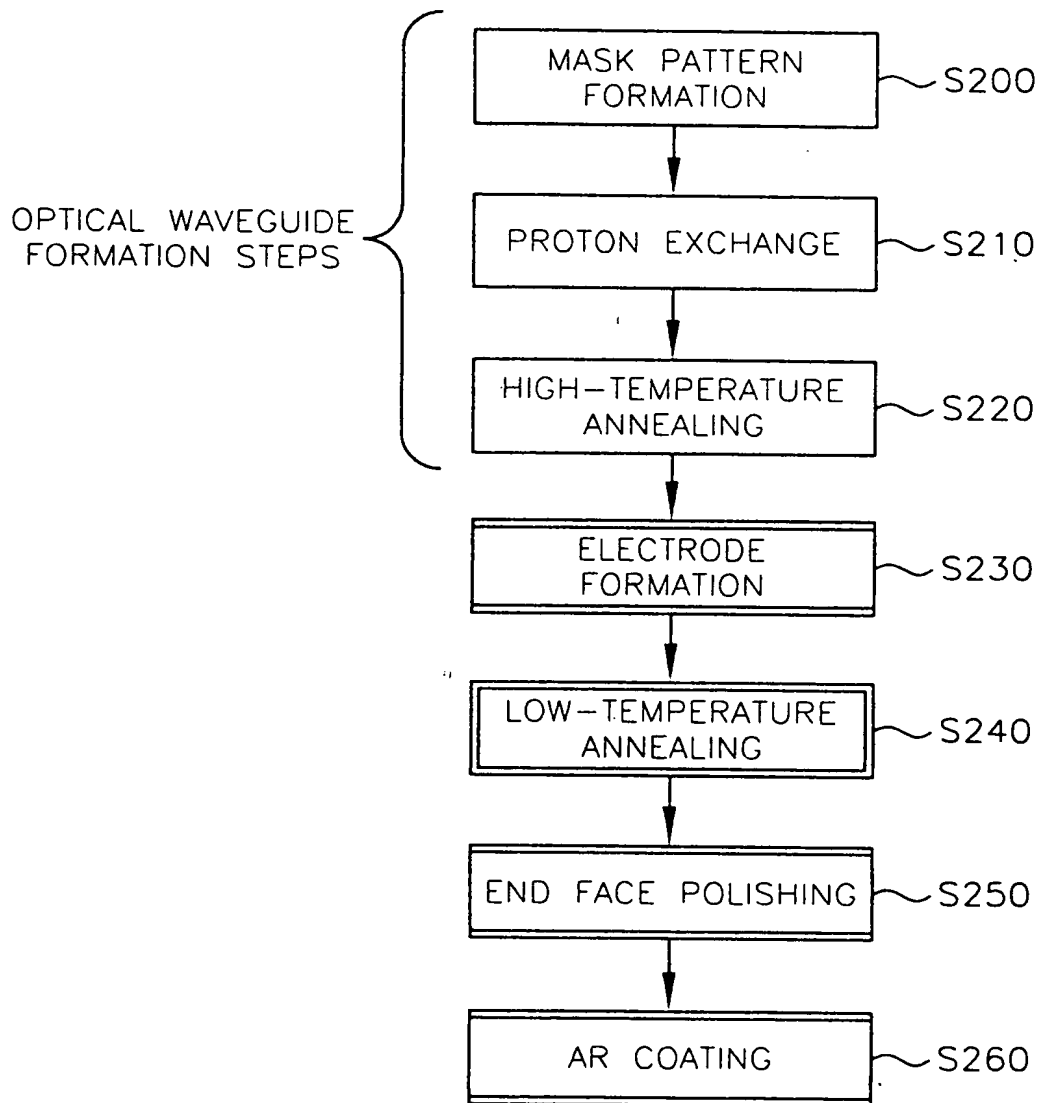 MASK PATTERN
FORMATION
S200
OPTICAL WAVEGUIDE
FORMATION STEPS
PROTON EXCHANGE
S210
HIGH-TEMPERATURE
ANNEALING
S220
ELECTRODE
FORMATION
S230
LOW-TEMPERATURE
ANNEALING
S240
END FACE POLISHING
S250
AR COATING
S260